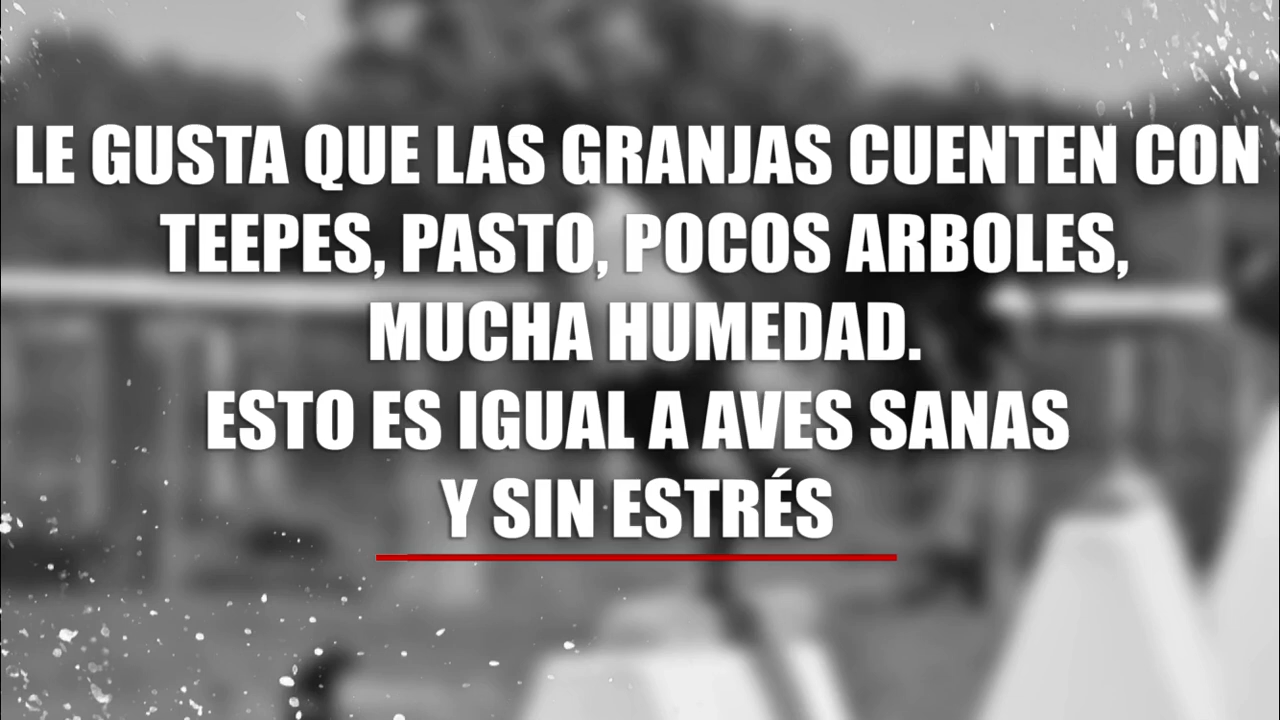 LE GUSTA QUE LAS GRANJAS CUENTEN CON
TEEPES, PASTO, POCOS ARBOLES,
MUCHA HUMEDAD.
ESTO ES IGUAL A AVES SANAS
Y SIN ESTRÉS